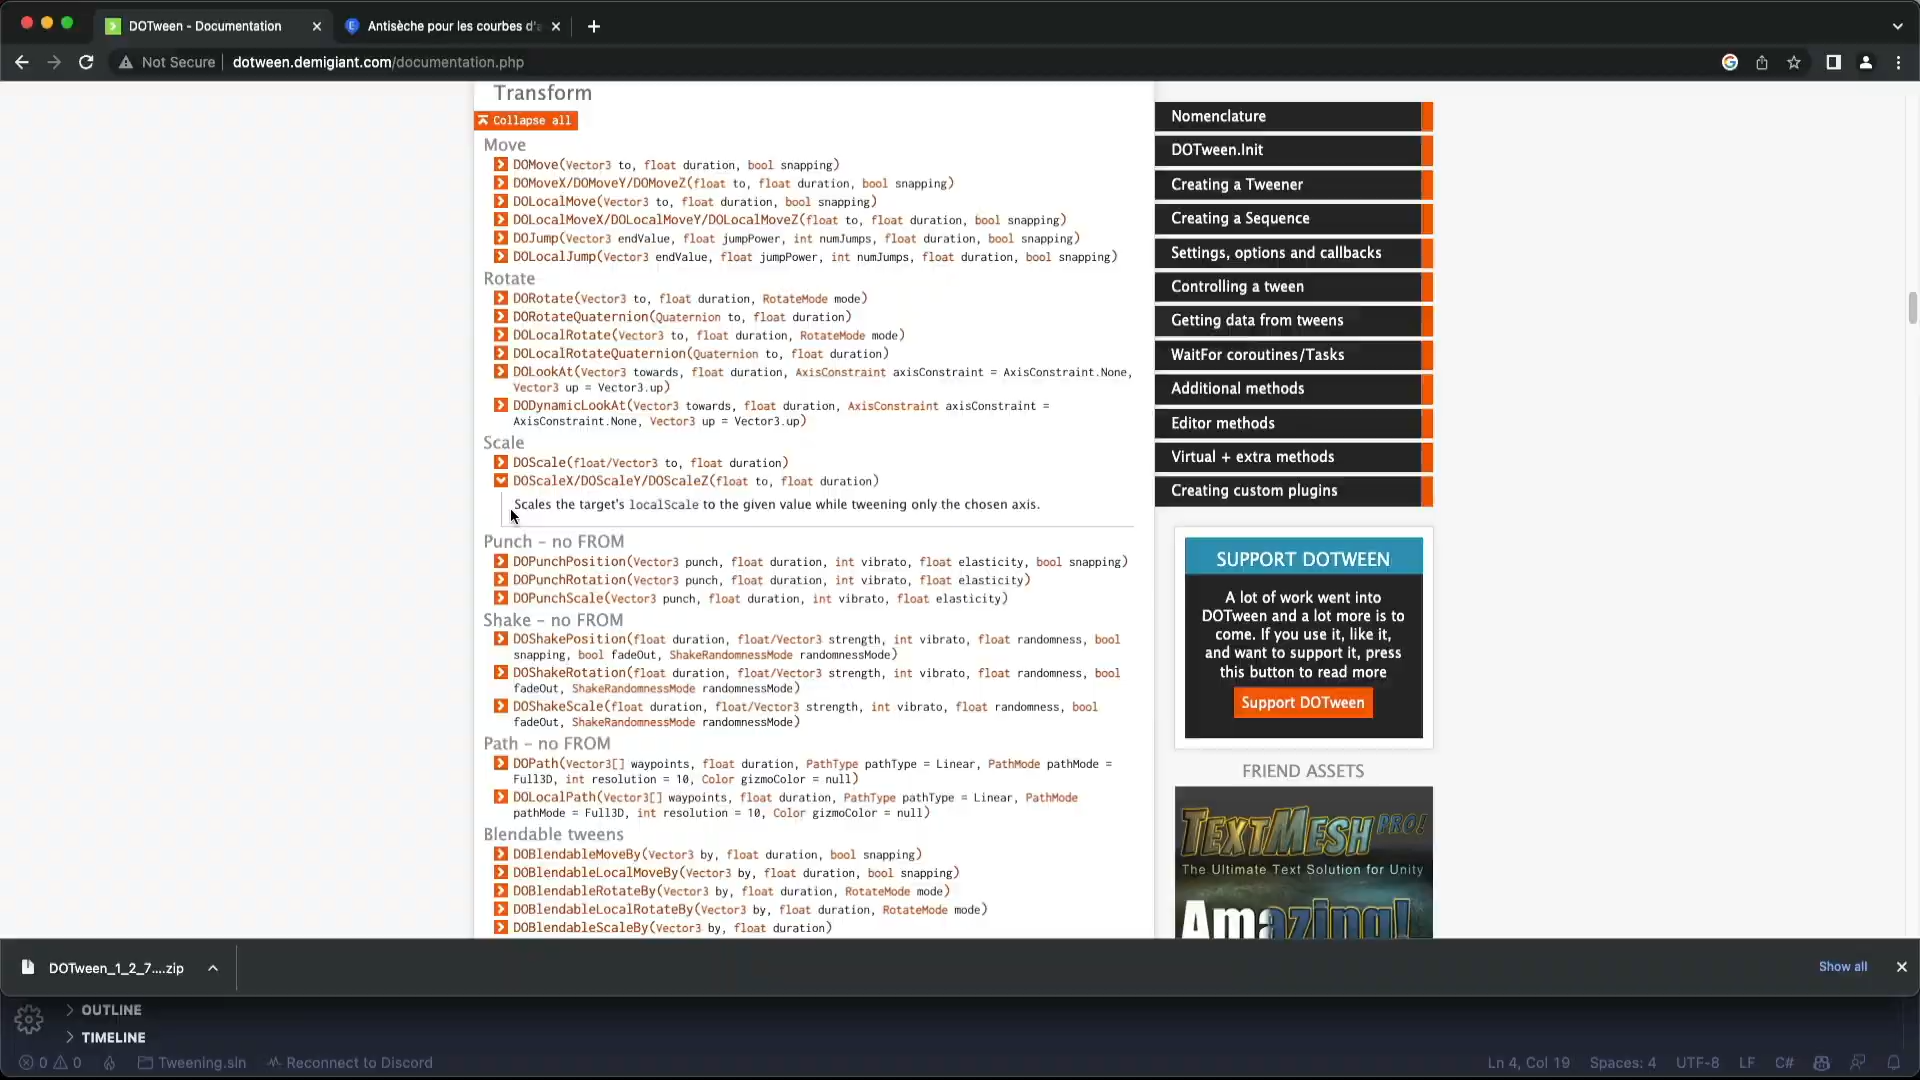 DOTween - Documentation
Antisèche pour les courbes d'
Not Secure
dotween.demigiant.com/documentation.php
Transform
Collapse all
Move
DOMove(Vector3 to, float duration, bool snapping)
DOMoveX/DOMoveY/DOMoveZ(float to, float duration, bool snapping)
DOLocalMove(Vector3 to, float duration, bool snapping)
DOLocalMoveX/DOLocalMoveY/DOLocalMoveZ(float to, float duration, bool snapping)
DOJump(Vector3 endValue, float jumpPower, int numJumps, float duration, bool snapping)
DOLocalJump(Vector3 endValue, float jumpPower, int numJumps, float duration, bool snapping)
Rotate
DORotate(Vector3 to, float duration, RotateMode mode)
DORotateQuaternion(Quaternion to, float duration)
DOLocalRotate(Vector3 to, float duration, RotateMode mode)
DOLocalRotateQuaternion(Quaternion to, float duration)
DOLookAt(Vector3 towards, float duration, AxisConstraint axisConstraint = AxisConstraint.None,
Vector3 up = Vector3.up)
DODynamicLookAt(Vector3 towards, float duration, AxisConstraint axisConstraint =
AxisConstraint.None, Vector3 up = Vector3.up)
Scale
DOScale(float/Vector3 to, float duration)
DOScaleX/DOScaleY/DOScaleZ(float to, float duration)
Scales the target's localScale to the given value while tweening only the chosen axis.
Punch - no FROM
DOPunchPosition(Vector3 punch, float duration, int vibrato, float elasticity, bool snapping)
DOPunchRotation(Vector3 punch, float duration, int vibrato, float elasticity)
DOPunchScale(Vector3 punch, float duration, int vibrato, float elasticity)
Shake - no FROM
DOShakePosition(float duration, float/Vector3 strength, int vibrato, float randomness, bool
snapping, bool fadeOut, ShakeRandomnessMode randomnessMode)
DOShakeRotation(float duration, float/Vector3 strength, int vibrato, float randomness, bool
fadeOut, ShakeRandomnessMode randomnessMode)
DOShakeScale(float duration, float/Vector3 strength, int vibrato, float randomness, bool
fadeOut, ShakeRandomnessMode randomnessMode)
Path - no FROM
DOPath(Vector3[] waypoints, float duration, PathType pathType = Linear, PathMode pathMode =
Full3D, int resolution = 10, Color gizmoColor = null)
DOLocalPath(Vector3[] waypoints, float duration, PathType pathType = Linear, PathMode
pathMode = Full3D, int resolution = 10, Color gizmoColor = null)
Blendable tweens
DOBlendableMoveBy(Vector3 by, float duration, bool snapping)
DOBlendableLocalMoveBy(Vector3 by, float duration, bool snapping)
DOBlendableRotateBy(Vector3 by, float duration, RotateMode mode)
DOBlendableLocalRotateBy(Vector3 by, float duration, RotateMode mode)
DOBlendableScaleBy(Vector3 by, float duration)
Nomenclature
DOTween.Init
Creating a Tweener
Creating a Sequence
Settings, options and callbacks
Controlling a tween
Getting data from tweens
WaitFor coroutines/Tasks
Additional methods
Editor methods
Virtual + extra methods
Creating custom plugins
SUPPORT DOTWEEN
A lot of work went into
DOTween and a lot more is to
come. If you use it, like it,
and want to support it, press
this button to read more
Support DOTween
FRIEND ASSETS
TEXTMESH PRO!
The Ultimate Text Solution for Unity
Amazing!
DOTween_1_2_7....zip
Show all
OUTLINE
TIMELINE
0 0 Tweening.sln Reconnect to Discord
Ln 4, Col 19 Spaces: 4 UTF-8 LF C#